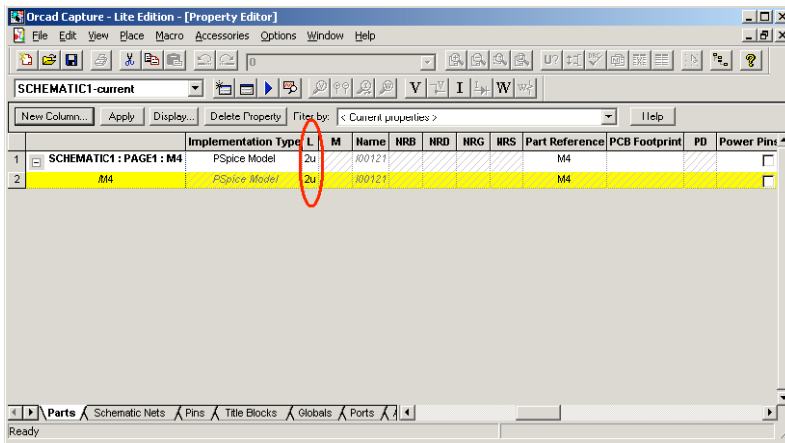 Orcad Capture - Lite Edition - [Property Editor]
File Edit View Place Macro Accessories Options Window Help
0 U?
SCHEMATIC1-current V I W
New Column... Apply Display... Delete Property Filter by: < Current properties > Help
Implementation Type L M Name NRB NRD NRG NRS Part Reference PCB Footprint PD Power Pins
1 SCHEMATIC1 : PAGE1 : M4 PSpice Model 2u I00121 M4
2 /M4 PSpice Model 2u I00121 M4
Parts Schematic Nets Pins Title Blocks Globals Ports
Ready